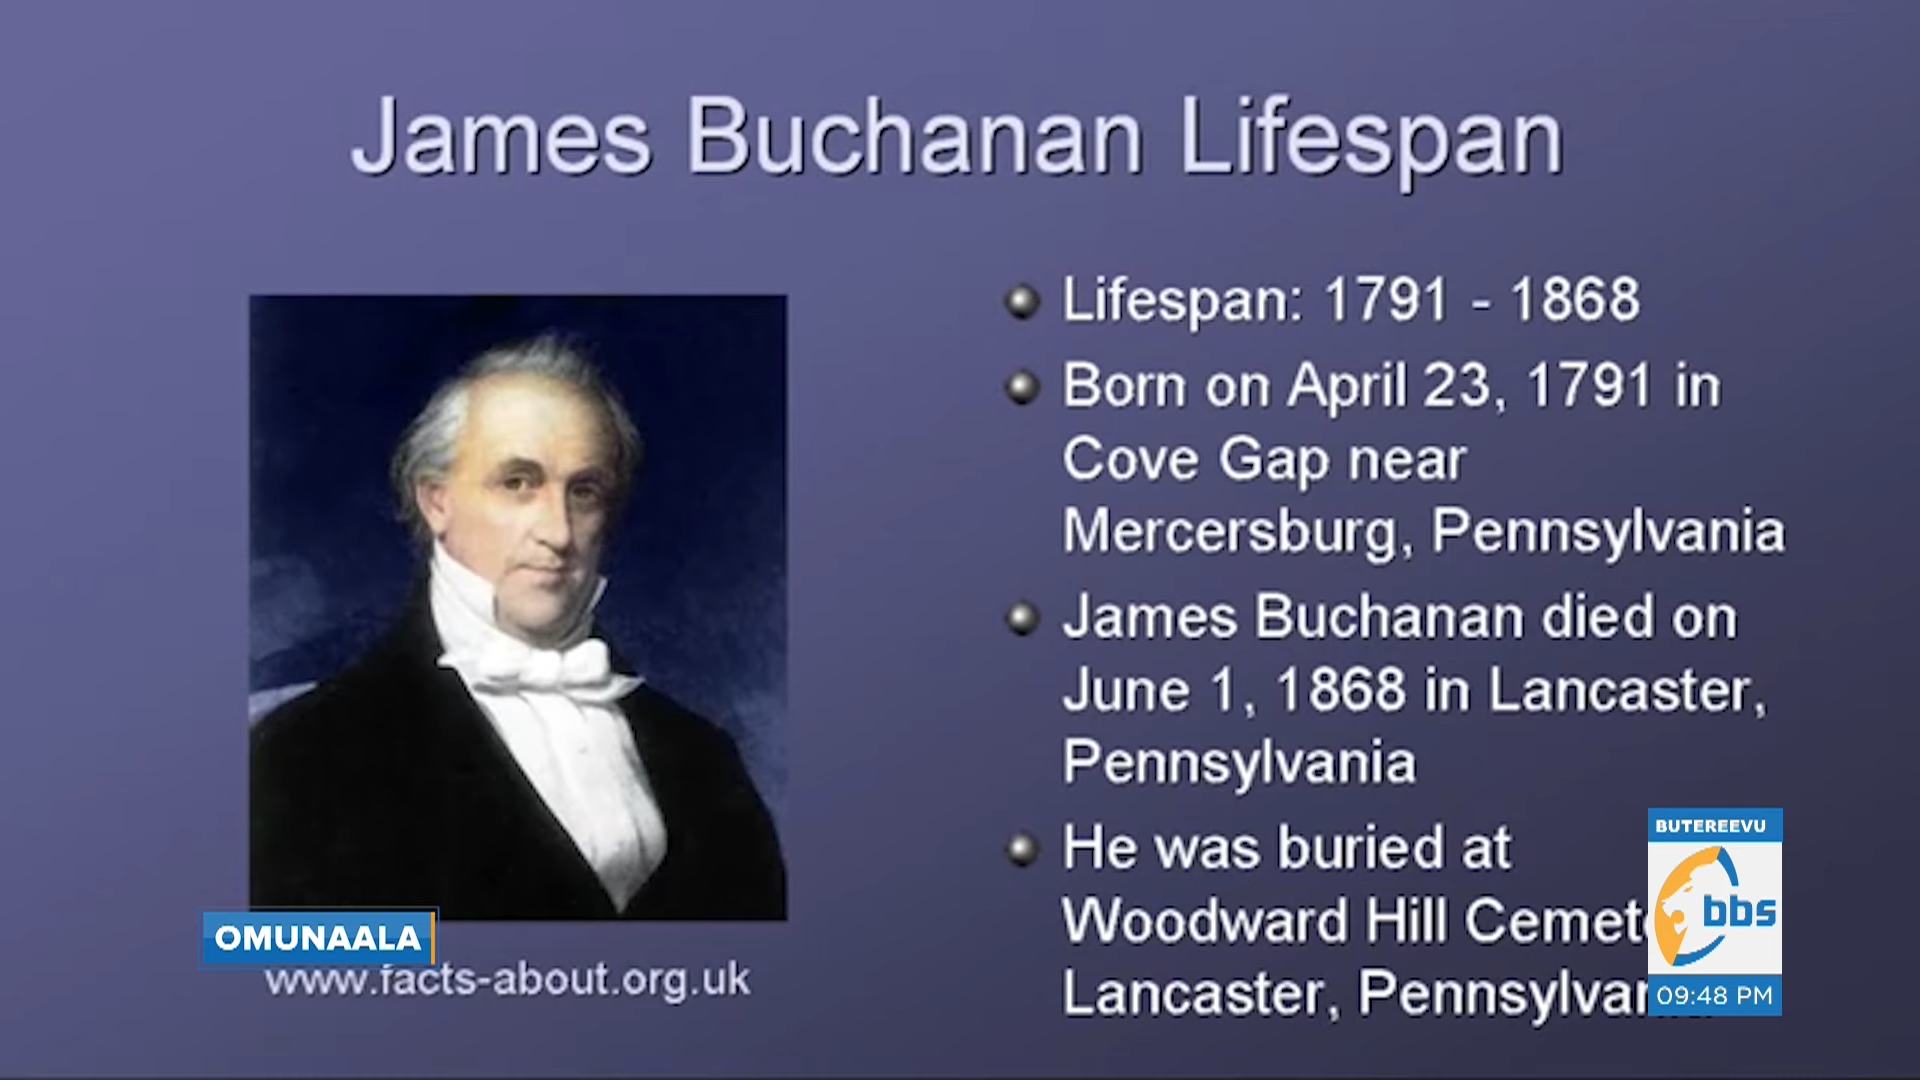 James Buchanan Lifespan
Lifespan: 1791 - 1868
Born on April 23, 1791 in
Cove Gap near
Mercersburg, Pennsylvania
James Buchanan died on
June 1, 1868 in Lancaster,
Pennsylvania
He was buried at
Woodward Hill
Lancaster,
www.facts-about.org.uk
OMUNAALA
BUTEREEVU
bbs
09:48 PM